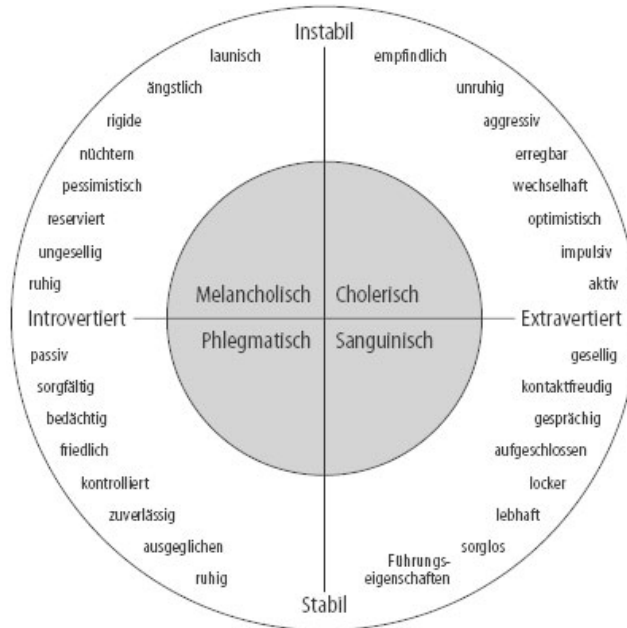 Instabil
launisch
empfindlich
ängstlich
unruhig
rigide
aggressiv
nüchtern
erregbar
pessimistisch
wechselhaft
reserviert
optimistisch
ungesellig
impulsiv
ruhig
aktiv
Melancholisch
Cholerisch
Introvertiert
Extravertiert
Phlegmatisch
Sanguinisch
passiv
gesellig
sorgfältig
kontaktfreudig
bedächtig
gesprächig
friedlich
aufgeschlossen
kontrolliert
locker
zuverlässig
lebhaft
ausgeglichen
sorglos
ruhig
Führungs-
eigenschaften
Stabil